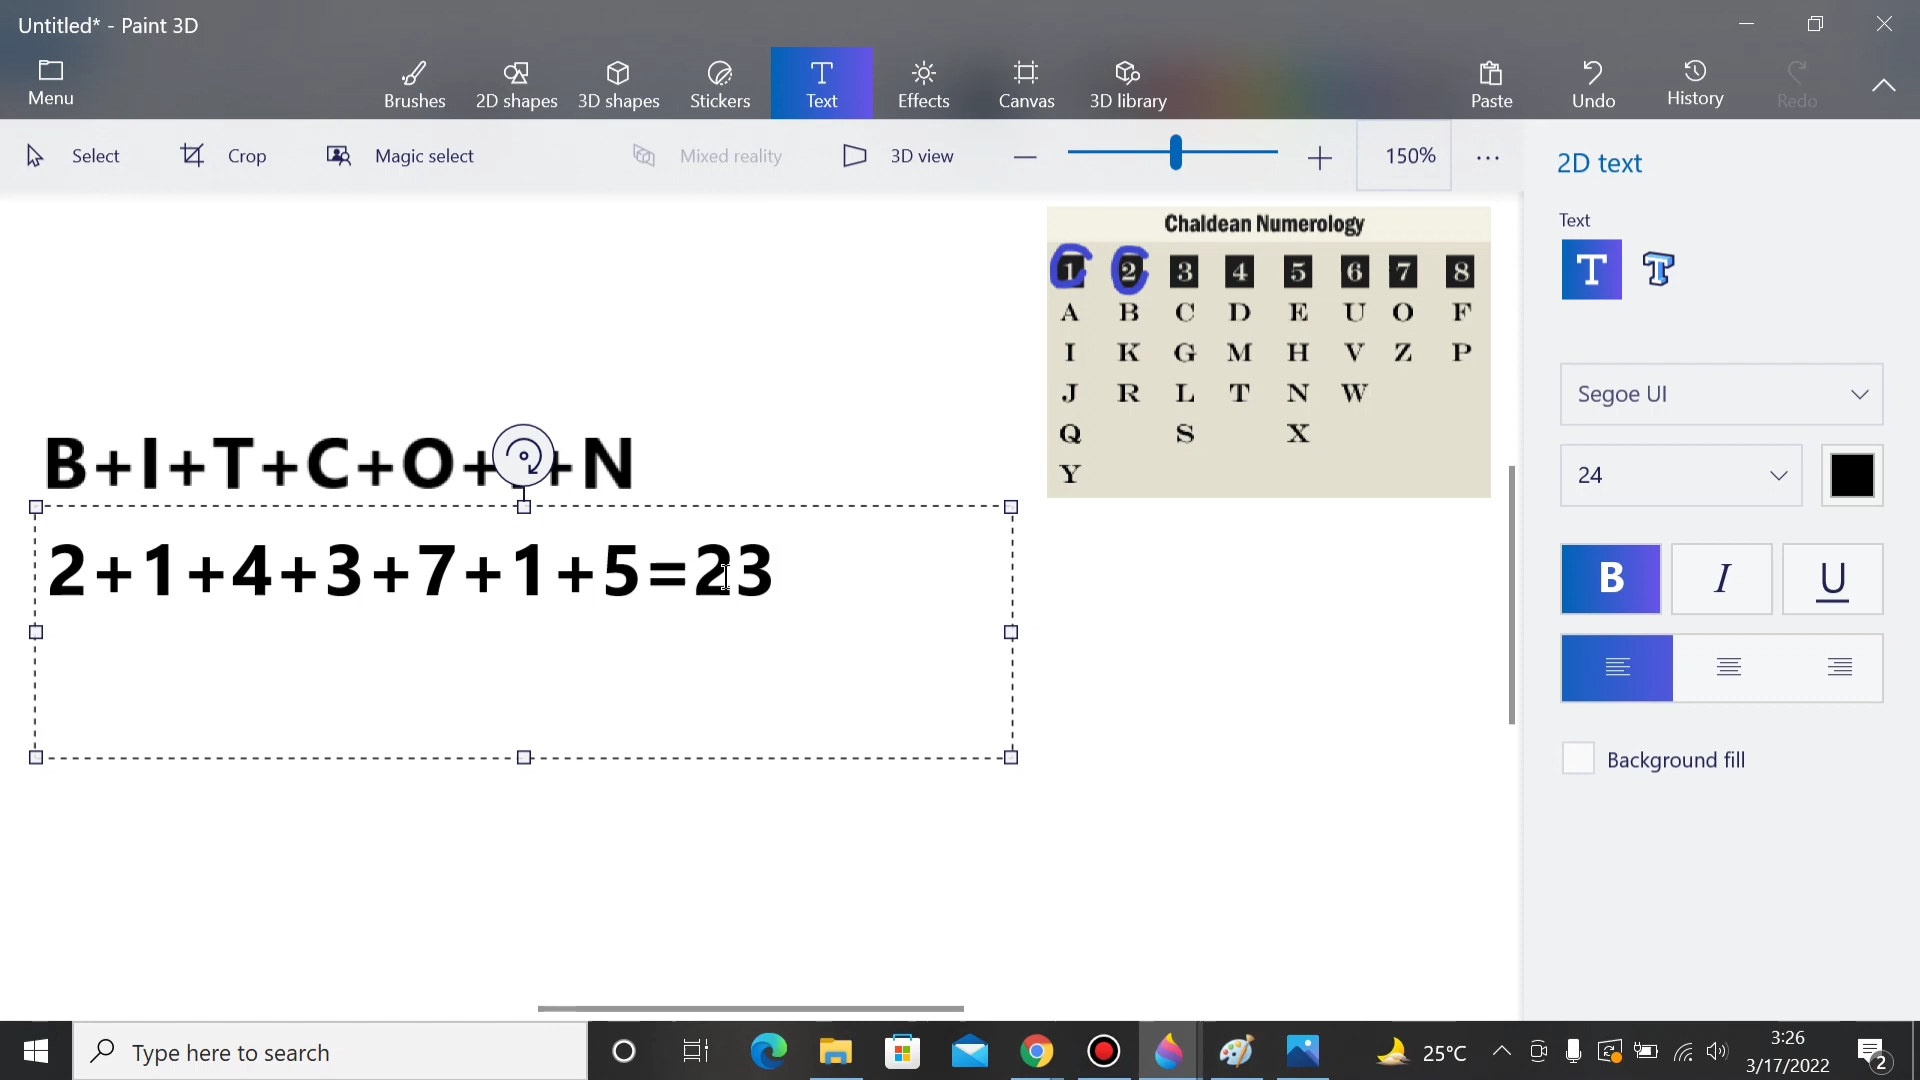 Untitled* - Paint 3D
Menu
Brushes
2D shapes
3D shapes
Stickers
Text
Effects
Canvas
3D library
Paste
Undo
History
Redo
Select
Crop
Magic select
Mixed reality
3D view
150%
2D text
Text
T T
Segoe UI
24
B I U
Background fill
Chaldean Numerology
1 2 3 4 5 6 7 8
A B C D E U O F
I K G M H V Z P
J R L T N W
Q S X
Y
B+I+T+C+O+ +N
2+1+4+3+7+1+5=23
Type here to search
25°C
3:26
3/17/2022
2